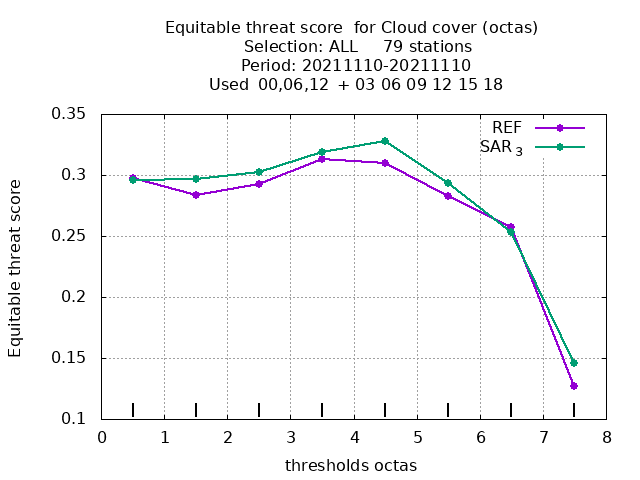 Equitable threat score  for Cloud cover (octas)
Selection: ALL     79 stations
Period: 20211110-20211110
Used  00,06,12  + 03 06 09 12 15 18
REF
SAR 3
0.35
0.3
0.25
0.2
0.15
0.1
Equitable threat score
0 1 2 3 4 5 6 7 8
thresholds octas